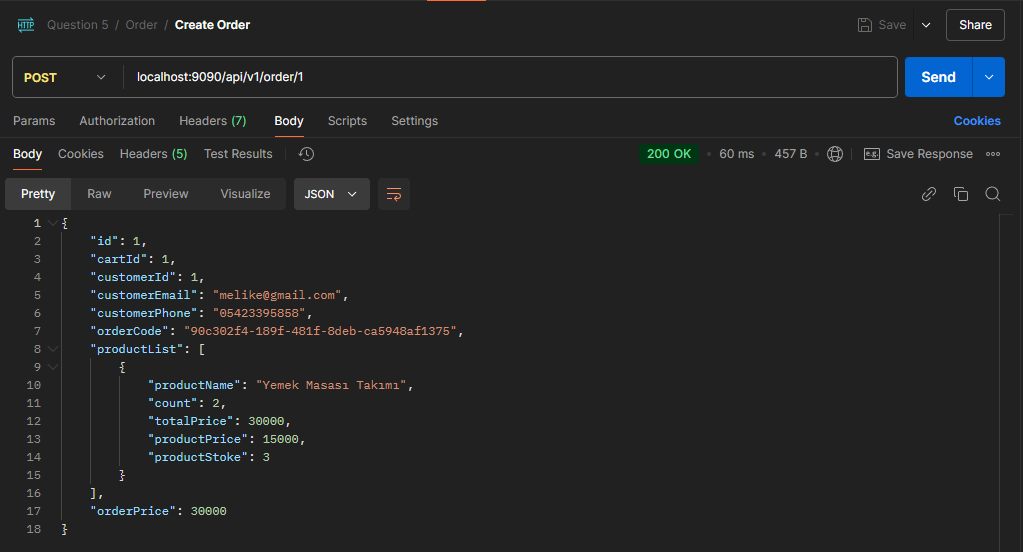 HTTP Question 5 / Order / Create Order Save Share
POST localhost:9090/api/v1/order/1 Send
Params Authorization Headers (7) Body Scripts Settings Cookies
Body Cookies Headers (5) Test Results 200 OK • 60 ms • 457 B • e.g. Save Response
Pretty Raw Preview Visualize JSON
1 {
2 "id": 1,
3 "cartId": 1,
4 "customerId": 1,
5 "customerEmail": "melike@gmail.com",
6 "customerPhone": "05423395858",
7 "orderCode": "90c302f4-189f-481f-8deb-ca5948af1375",
8 "productList": [
9 {
10 "productName": "Yemek Masası Takımı",
11 "count": 2,
12 "totalPrice": 30000,
13 "productPrice": 15000,
14 "productStoke": 3
15 }
16 ],
17 "orderPrice": 30000
18 }